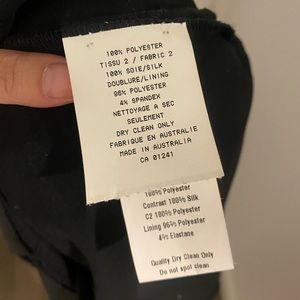 100% POLYESTER
TISSU 2 / FABRIC 2
100% SOIE/SILK
DOUBLURE/LINING
96% POLYESTER
4% SPANDEX
NETTOYAGE A SEC
SEULEMENT
DRY CLEAN ONLY
FABRIQUE EN AUSTRALIE
MADE IN AUSTRALIA
CA 01241
100% Polyester
Contrast 100% Silk
C2 100% Polyester
Lining 96% Polyester
4% Elastane
Quality Dry Clean Only
Do not spot clean